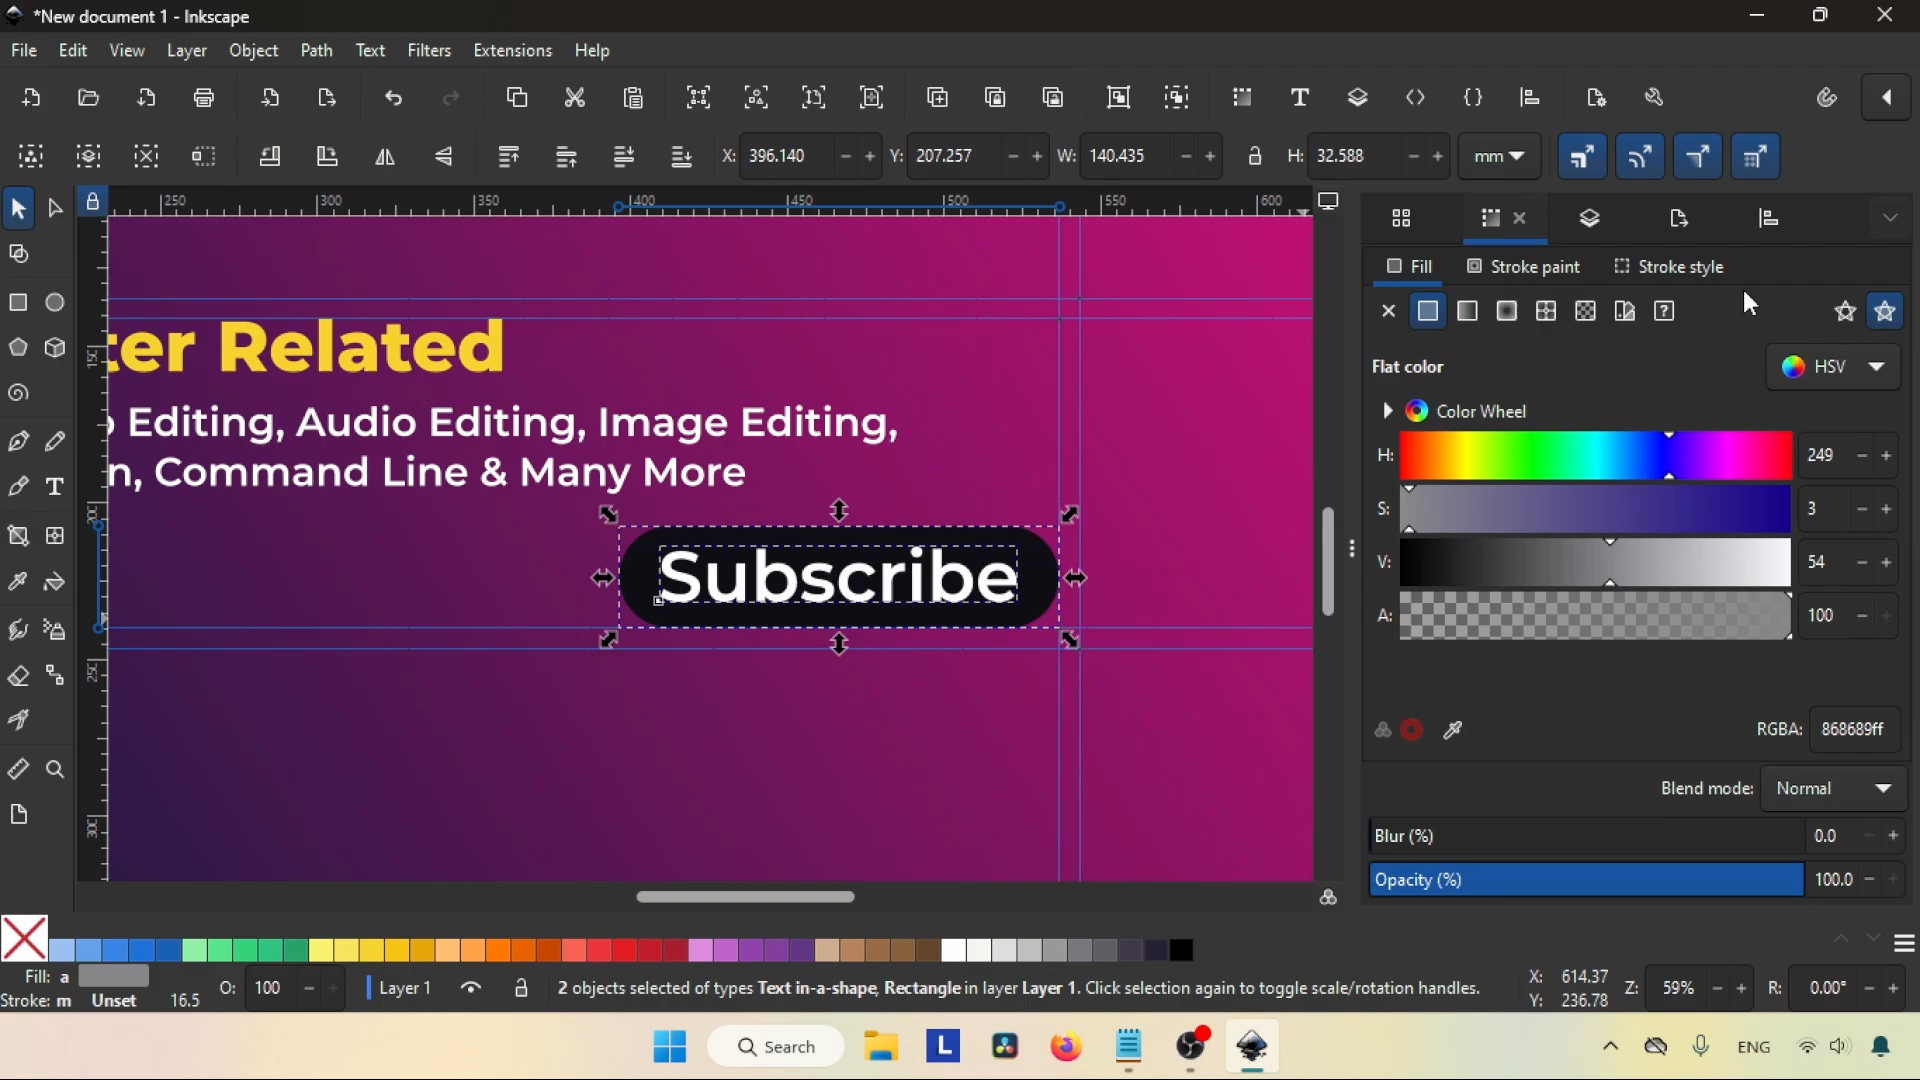 *New document 1 - Inkscape
File Edit View Layer Object Path Text Filters Extensions Help
X: 396.140 Y: 207.257 W: 140.435 H: 32.588 mm
250 300 350 400 450 500 550 600
Fill Stroke paint Stroke style
Flat color HSV
Color Wheel
H: 249
S: 3
V: 54
A: 100
RGBA: 868689ff
Blend mode: Normal
Blur (%) 0.0
Opacity (%) 100.0
150
200
250
300
ter Related
Editing, Audio Editing, Image Editing,
n, Command Line & Many More
Subscribe
Fill: a
Stroke: m Unset 16.5
O: 100
Layer 1
2 objects selected of types Text in-a-shape, Rectangle in layer Layer 1. Click selection again to toggle scale/rotation handles.
X: 614.37
Y: 236.78
Z: 59%
R: 0.00°
Search
L
ENG